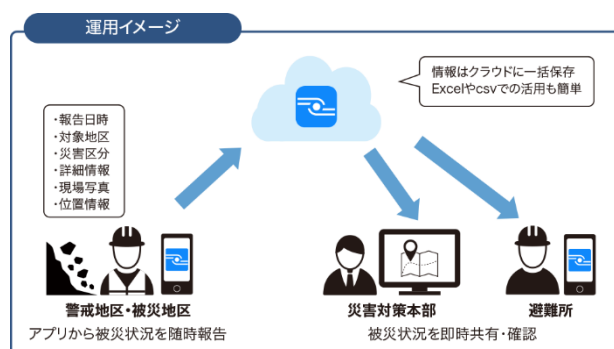 運用イメージ
情報はクラウドに一括保存
Excelやcsvでの活用も簡単
・報告日時
・対象地区
・災害区分
・詳細情報
・現場写真
・位置情報
警戒地区・被災地区
アプリから被災状況を随時報告
災害対策本部
避難所
被災状況を即時共有・確認